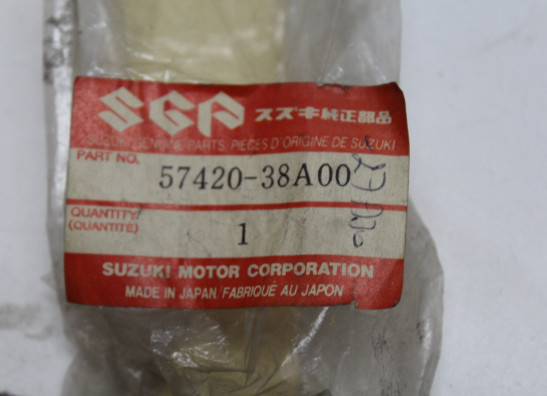 SGP スズキ純正部品
SUZUKI GENUINE PARTS, PIECES D'ORIGINE DE SUZUKI
PART NO.
57420-38A00
QUANTITY
(QUANTITÉ)
1
SUZUKI MOTOR CORPORATION
MADE IN JAPAN / FABRIQUÉ AU JAPON